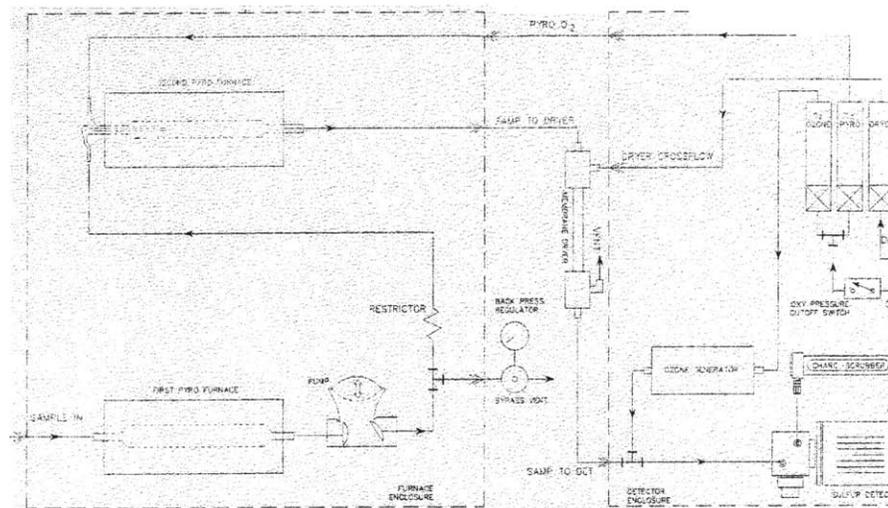 PYRO O2
SECOND PYRO FURNACE
SAMP TO DRYER
DRYER CROSSFLOW
OZONE
PYRO
MEMBRANE DRYER
VENT
OXY PRESSURE
CUTOFF SWITCH
RESTRICTOR
BACK PRESS
REGULATOR
BYPASS VENT
PUMP
FIRST PYRO FURNACE
SAMPLE IN
OZONE GENERATOR
CHARC. SCRUBBER
SAMP TO DET
FURNACE
ENCLOSURE
DETECTOR
ENCLOSURE
SULFUR DETEC